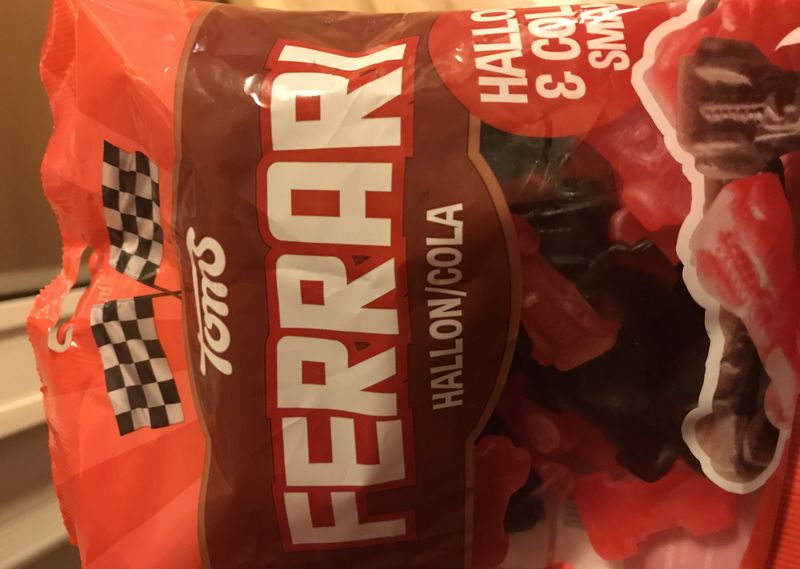 Toms
FERRARI
HALLON/COLA
HALLO
& COL
SMA